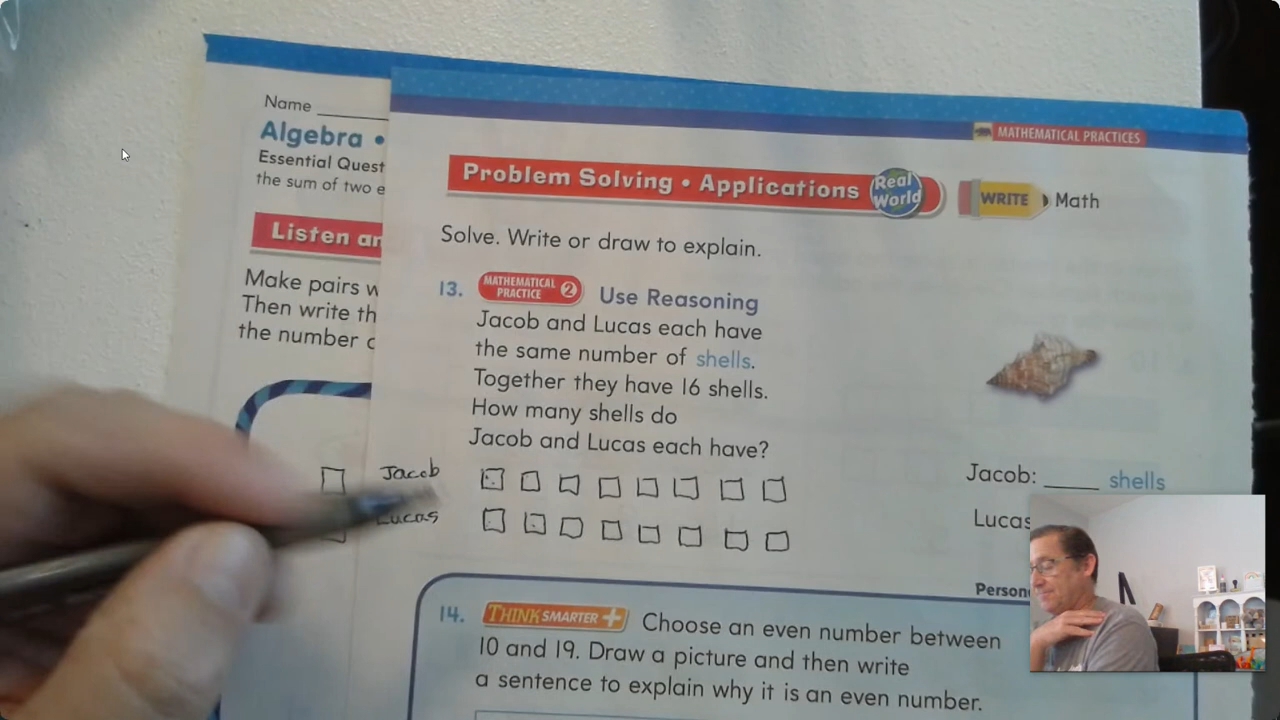 Name
Algebra •
Essential Quest
the sum of two e
Listen an
Make pairs w
Then write th
the number
MATHEMATICAL PRACTICES
Problem Solving • Applications
Real World
WRITE Math
Solve. Write or draw to explain.
13. MATHEMATICAL PRACTICE 2 Use Reasoning
Jacob and Lucas each have
the same number of shells.
Together they have 16 shells.
How many shells do
Jacob and Lucas each have?
Jacob
Lucas
Jacob: _____ shells
Lucas
Person
14. THINK SMARTER + Choose an even number between
10 and 19. Draw a picture and then write
a sentence to explain why it is an even number.